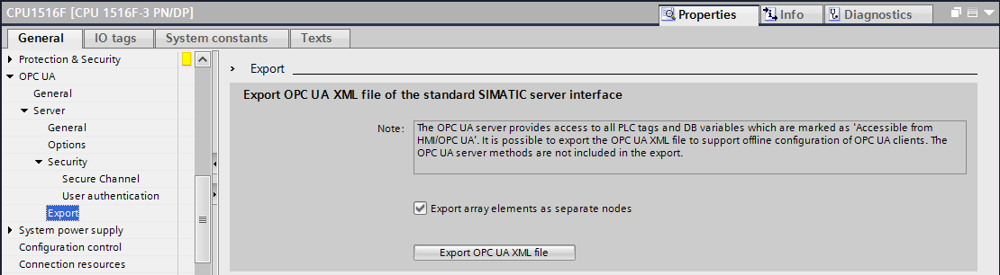 CPU1516F [CPU 1516F-3 PN/DP]
Properties
Info
Diagnostics
General
IO tags
System constants
Texts
Protection & Security
OPC UA
General
Server
General
Options
Security
Secure Channel
User authentication
Export
System power supply
Configuration control
Connection resources
Export
Export OPC UA XML file of the standard SIMATIC server interface
Note:
The OPC UA server provides access to all PLC tags and DB variables which are marked as 'Accessible from
HMI/OPC UA'. It is possible to export the OPC UA XML file to support offline configuration of OPC UA clients. The
OPC UA server methods are not included in the export.
Export array elements as separate nodes
Export OPC UA XML file